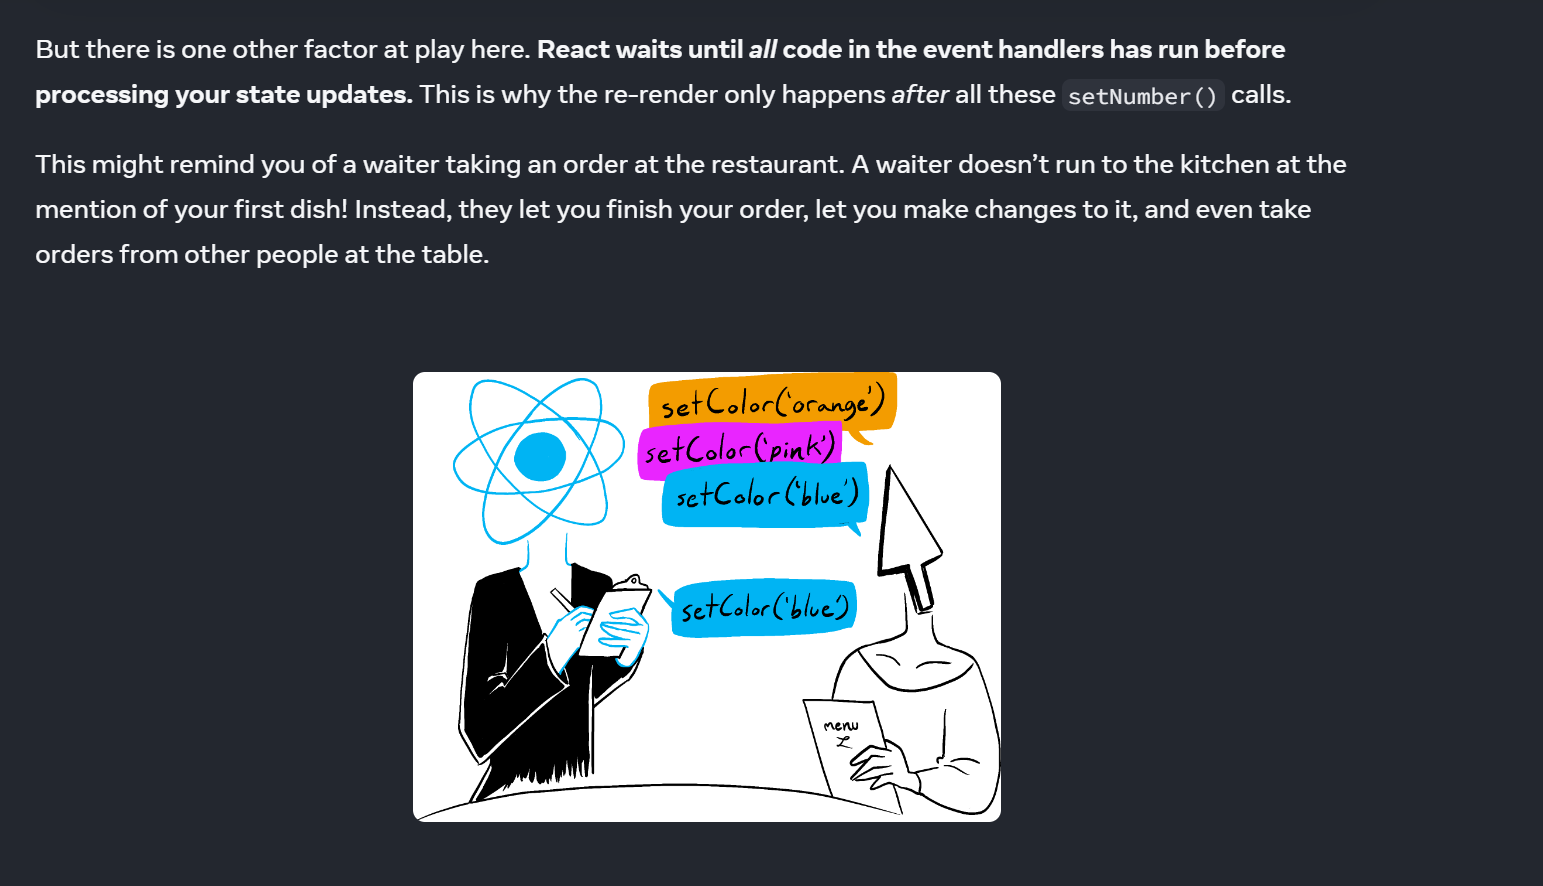 But there is one other factor at play here. React waits until all code in the event handlers has run before
processing your state updates. This is why the re-render only happens after all these setNumber() calls.
This might remind you of a waiter taking an order at the restaurant. A waiter doesn’t run to the kitchen at the
mention of your first dish! Instead, they let you finish your order, let you make changes to it, and even take
orders from other people at the table.
setColor('orange')
setColor('pink')
setColor('blue')
setColor('blue')
menu